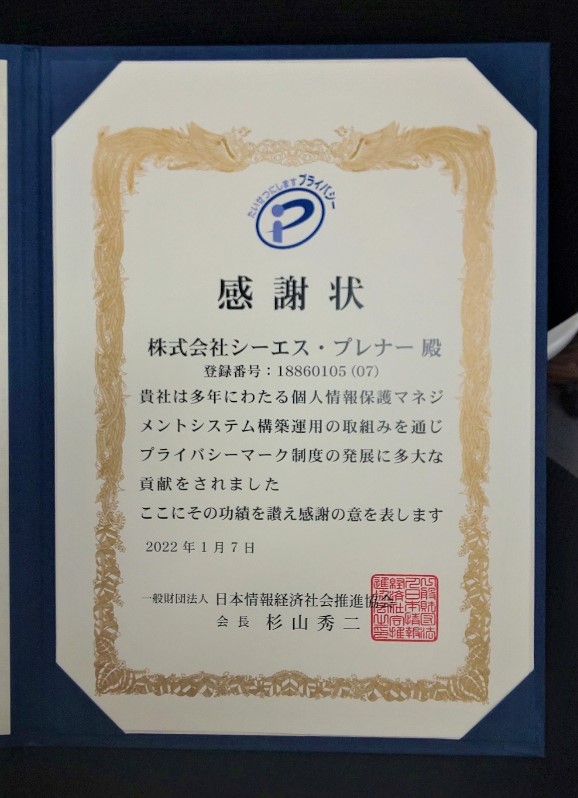 たいせつにしますプライバシー
感謝状
株式会社シーエス・プレナー 殿
登録番号：18860105(07)
貴社は多年にわたる個人情報保護マネジ
メントシステム構築運用の取組みを通じ
プライバシーマーク制度の発展に多大な
貢献をされました
ここにその功績を讃え感謝の意を表します
2022年1月7日
一般財団法人 日本情報経済社会推進協会
会長 杉山秀二